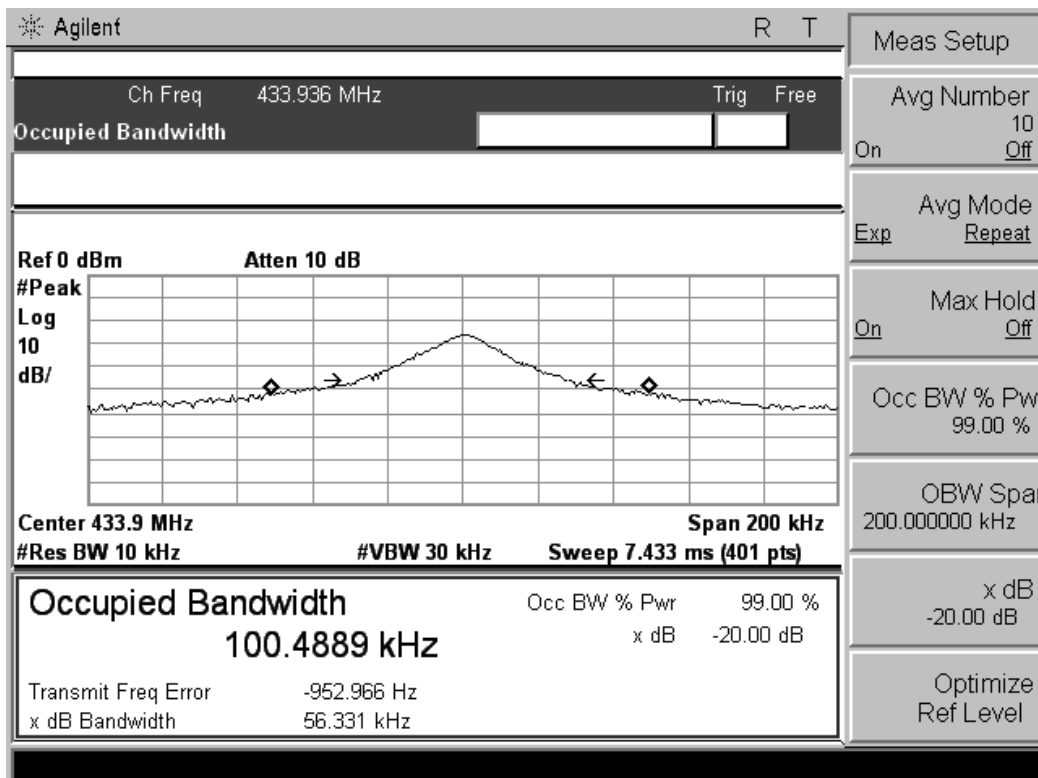 Agilent R T
Ch Freq 433.936 MHz Trig Free
Occupied Bandwidth
Ref 0 dBm Atten 10 dB
#Peak
Log
10
dB/
Center 433.9 MHz Span 200 kHz
#Res BW 10 kHz #VBW 30 kHz Sweep 7.433 ms (401 pts)
Occupied Bandwidth
100.4889 kHz
Occ BW % Pwr 99.00 %
x dB -20.00 dB
Transmit Freq Error -952.966 Hz
x dB Bandwidth 56.331 kHz
Meas Setup
Avg Number
10
On Off
Avg Mode
Exp Repeat
Max Hold
On Off
Occ BW % Pw
99.00 %
OBW Spa
200.000000 kHz
x dB
-20.00 dB
Optimize
Ref Level